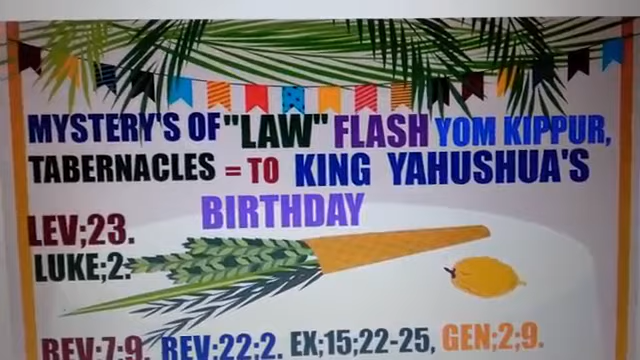 MYSTERY'S OF "LAW" FLASH YOM KIPPUR,
TABERNACLES = TO KING YAHUSHUA'S
BIRTHDAY
LEV;23.
LUKE;2.
REV;7;9. REV;22;2. EX;15;22-25, GEN;2;9.